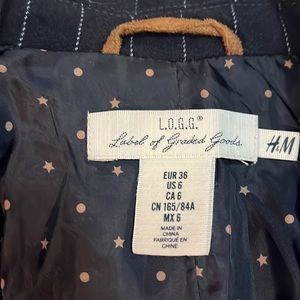 L.O.G.G.®
Label of Graded Goods
H&M
EUR 36
US 6
CA 6
CN 165/84A
MX 6
MADE IN
CHINA
FABRIQUÉ EN
CHINE